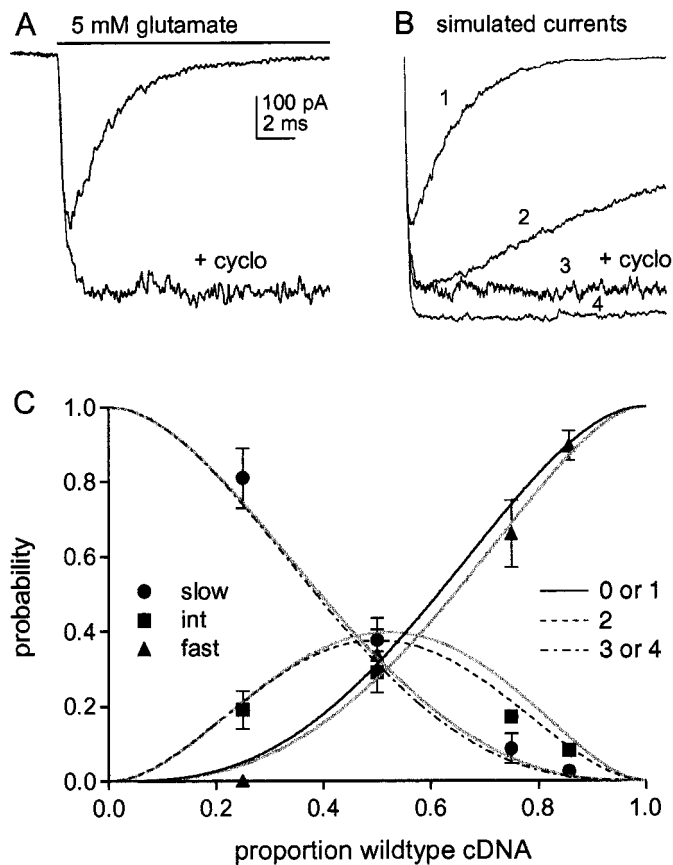 A
5 mM glutamate
100 pA
2 ms
+ cyclo
B
simulated currents
1
2
3
+ cyclo
4
C
1.0
0.8
0.6
0.4
0.2
0.0
probability
slow
int
fast
0 or 1
2
3 or 4
0.0 0.2 0.4 0.6 0.8 1.0
proportion wildtype cDNA